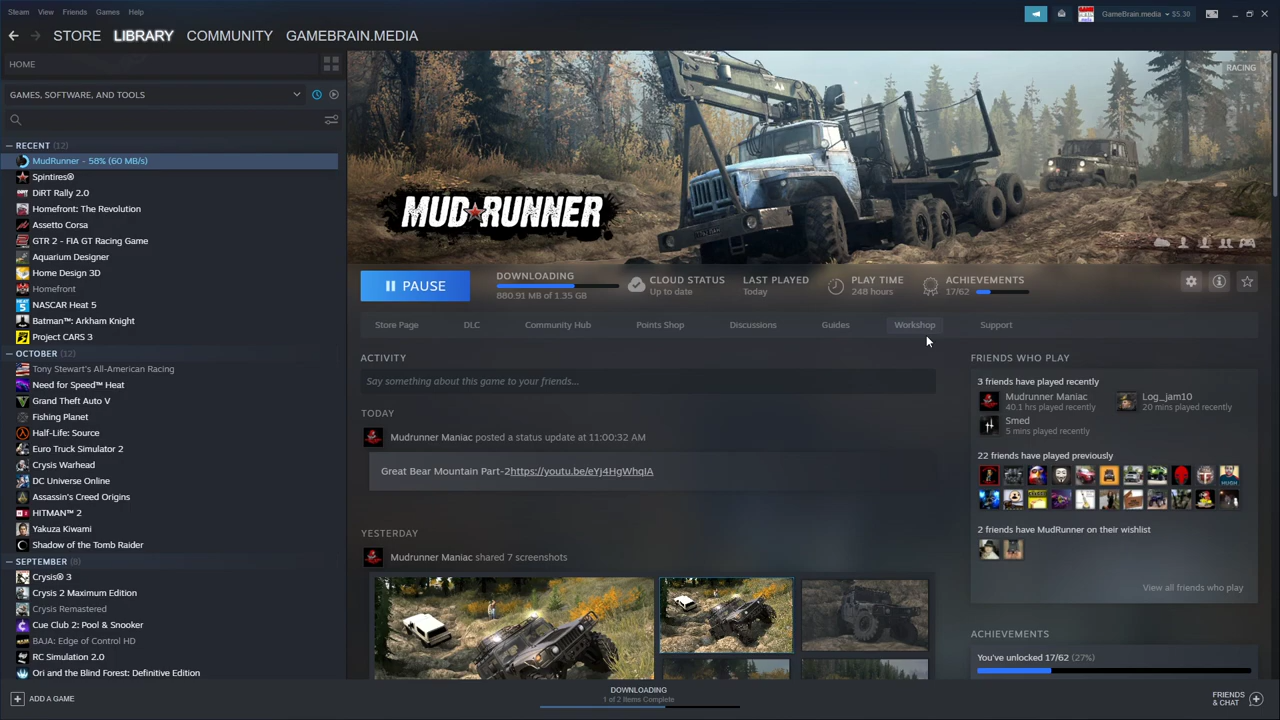 Steam View Friends Games Help
GameBrain.media $5.30
STORE LIBRARY COMMUNITY GAMEBRAIN.MEDIA
HOME
GAMES, SOFTWARE, AND TOOLS
RECENT (12)
MudRunner - 58% (60 MB/s)
Spintires®
DiRT Rally 2.0
Homefront: The Revolution
Assetto Corsa
GTR 2 - FIA GT Racing Game
Aquarium Designer
Home Design 3D
Homefront
NASCAR Heat 5
Batman™: Arkham Knight
Project CARS 3
OCTOBER (12)
Tony Stewart's All-American Racing
Need for Speed™ Heat
Grand Theft Auto V
Fishing Planet
Half-Life: Source
Euro Truck Simulator 2
Crysis Warhead
DC Universe Online
Assassin's Creed Origins
HITMAN™ 2
Yakuza Kiwami
Shadow of the Tomb Raider
SEPTEMBER (8)
Crysis® 3
Crysis 2 Maximum Edition
Crysis Remastered
Cue Club 2: Pool & Snooker
BAJA: Edge of Control HD
RC Simulation 2.0
Ori and the Blind Forest: Definitive Edition
ADD A GAME
RACING
MUDRUNNER
PAUSE
DOWNLOADING
880.91 MB of 1.35 GB
CLOUD STATUS
Up to date
LAST PLAYED
Today
PLAY TIME
248 hours
ACHIEVEMENTS
17/62
Store Page DLC Community Hub Points Shop Discussions Guides Workshop Support
ACTIVITY
Say something about this game to your friends...
TODAY
Mudrunner Maniac posted a status update at 11:00:32 AM
Great Bear Mountain Part-2https://youtu.be/eYj4HgWhqIA
YESTERDAY
Mudrunner Maniac shared 7 screenshots
FRIENDS WHO PLAY
3 friends have played recently
Mudrunner Maniac
40.1 hrs played recently
Log_jam10
20 mins played recently
Smed
5 mins played recently
22 friends have played previously
HUGH
2 friends have MudRunner on their wishlist
View all friends who play
ACHIEVEMENTS
You've unlocked 17/62 (27%)
DOWNLOADING
1 of 2 Items Complete
FRIENDS
& CHAT